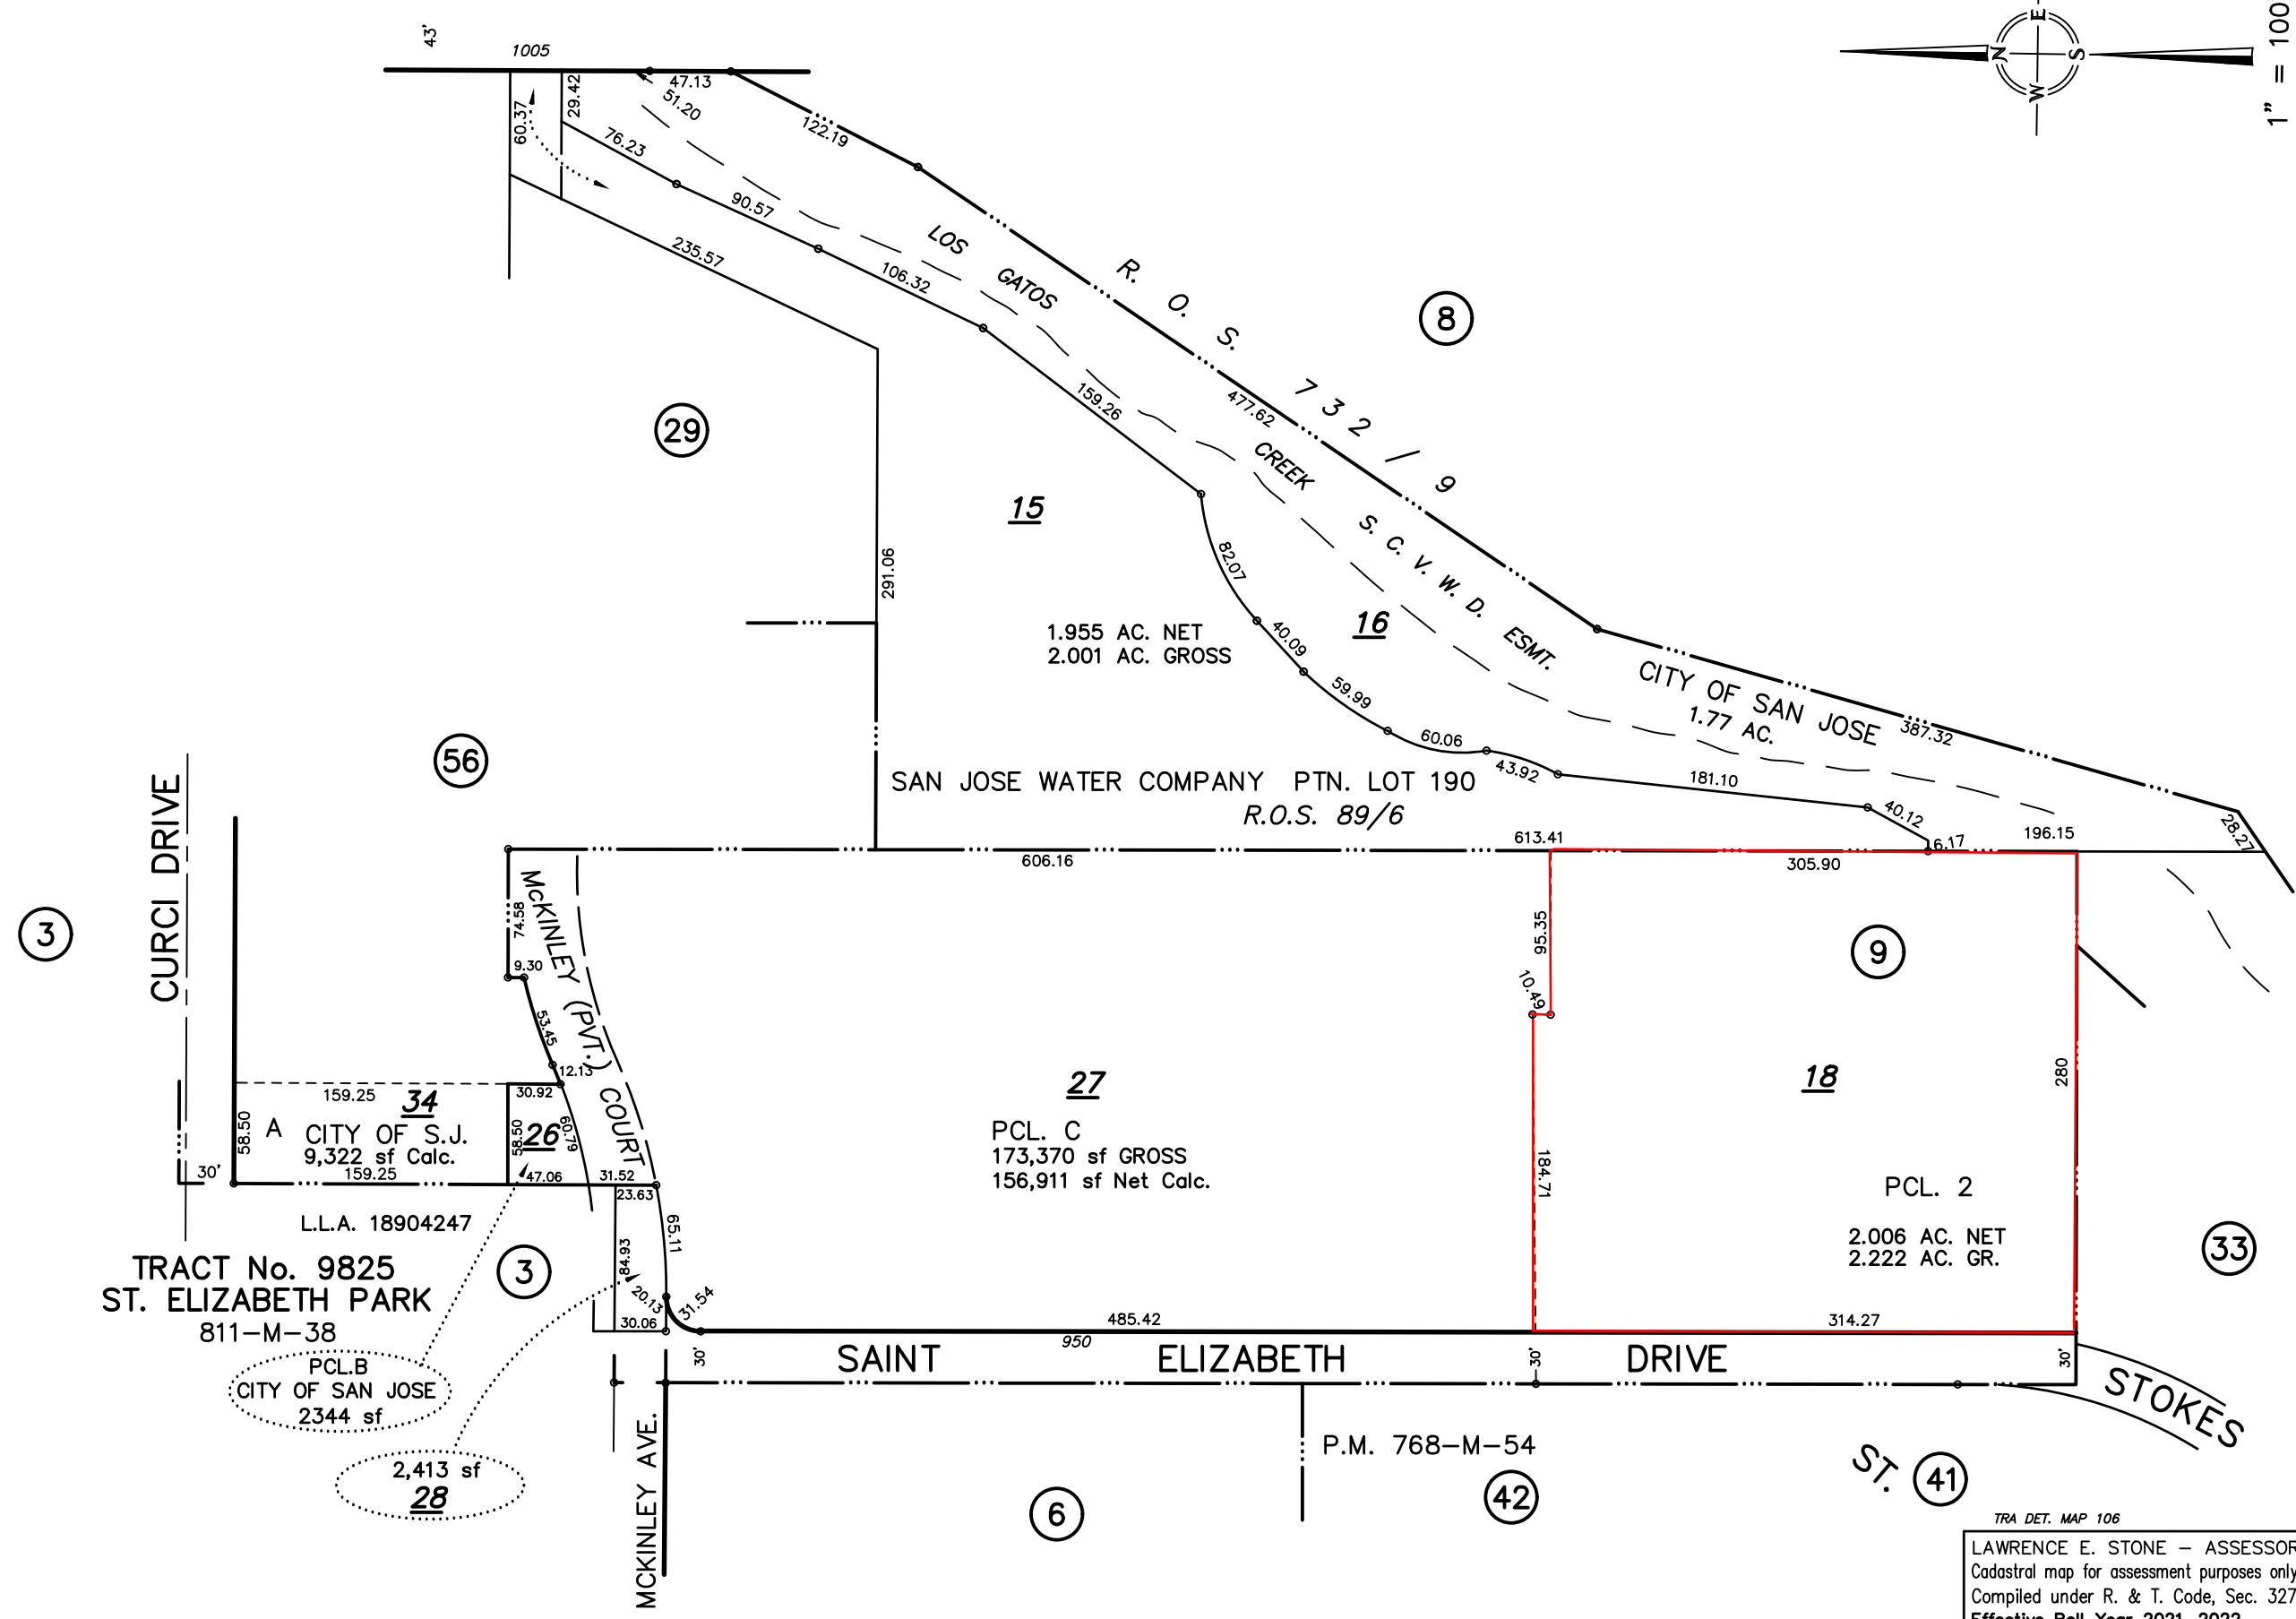 43'
1005
N
E
S
W
1" = 100
60.37
29.42
47.13
51.20
76.23
122.19
90.57
235.57
106.32
LOS GATOS
R. O. S. 732 / 9
8
29
159.26
477.62
CREEK
15
291.06
82.07
S. C. V. W. D. ESMT.
16
1.955 AC. NET
2.001 AC. GROSS
40.09
59.99
60.06
43.92
CITY OF SAN JOSE
1.77 AC.
387.32
181.10
40.12
6.17
196.15
28.27
56
SAN JOSE WATER COMPANY PTN. LOT 190
R.O.S. 89/6
613.41
606.16
305.90
CURCI DRIVE
3
McKINLEY (PVT.) COURT
74.58
9.30
53.45
12.13
95.35
10.49
9
27
18
280
159.25
34
30.92
58.50
A CITY OF S.J.
9,322 sf Calc.
159.25
58.50
26
60.79
47.06
31.52
23.63
30'
PCL. C
173,370 sf GROSS
156,911 sf Net Calc.
184.71
PCL. 2
2.006 AC. NET
2.222 AC. GR.
33
L.L.A. 18904247
TRACT No. 9825
ST. ELIZABETH PARK
811-M-38
3
84.93
65.11
20.13
31.54
30.06
485.42
950
314.27
30'
SAINT ELIZABETH DRIVE
30'
30'
STOKES
ST.
PCL.B
CITY OF SAN JOSE
2344 sf
2,413 sf
28
MCKINLEY AVE.
P.M. 768-M-54
6
42
41
TRA DET. MAP 106
LAWRENCE E. STONE - ASSESSOR
Cadastral map for assessment purposes only
Compiled under R. & T. Code, Sec. 327
Effective Roll Year 2021-2022